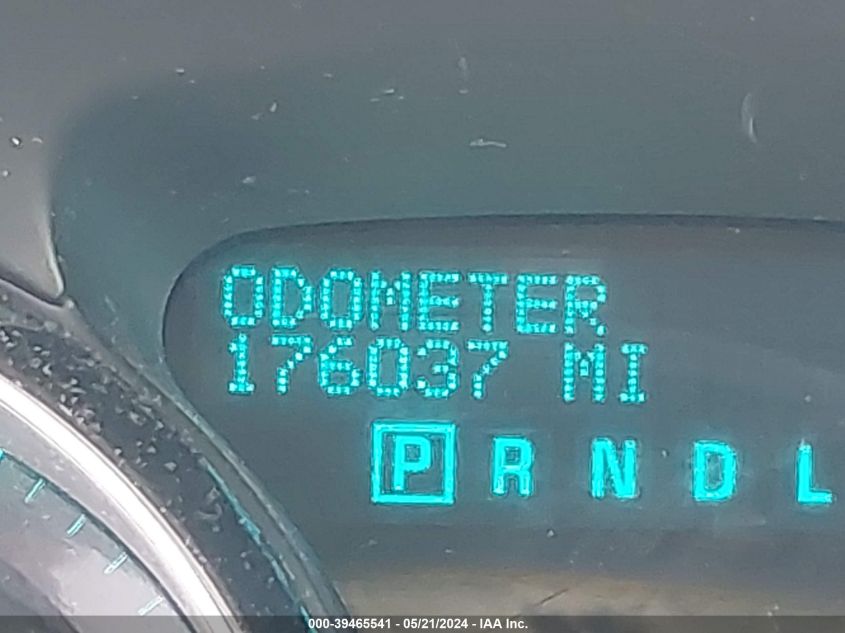 ODOMETER
176037 MI
P R N D L
000-39465541 - 05/21/2024 - IAA Inc.